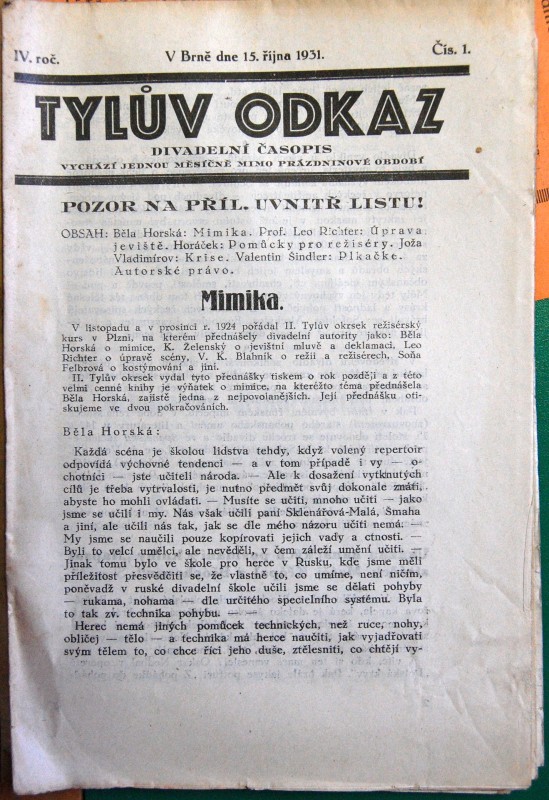 IV. roč.
V Brně dne 15. října 1931.
Čís. 1.
TYLŮV ODKAZ
DIVADELNÍ ČASOPIS
VYCHÁZÍ JEDNOU MĚSÍČNĚ MIMO PRÁZDNINOVÉ OBDOBÍ
POZOR NA PŘÍL. UVNITŘ LISTU!
OBSAH: Běla Horská: Mimika. Prof. Leo Richter: Úprava
jeviště. Horáček: Pomůcky pro režiséry. Joža
Vladimírov: Krise. Valentin Šindler: Plkačke.
Autorské právo.
Mimika.
V listopadu a v prosinci r. 1924 pořádal II. Tylův okrsek režisérský
kurs v Plzni, na kterém přednášely divadelní autority jako: Běla
Horská o mimice, K. Želenský o jevištní mluvě a deklamaci, Leo
Richter o úpravě scény, V. K. Blahník o režii a režisérech, Soňa
Felbrová o kostýmování a jiní.
II. Tylův okrsek vydal tyto přednášky tiskem o rok později a z této
velmi cenné knihy je výňatek o mimice, na kteréžto téma přednášela
Běla Horská, zajisté jedna z nejpovolanějších. Její přednášku oti-
skujeme ve dvou pokračováních.
Běla Horská:
Každá scéna je školou lidstva tehdy, když volený repertoir
odpovídá výchovné tendenci — a v tom případě i vy — o-
chotníci — jste učiteli národa. — Ale k dosažení vytknutých
cílů je třeba vytrvalosti, je nutno předmět svůj dokonale znáti,
abyste ho mohli ovládati. — Musíte se učiti, mnoho učiti — jako
jsme se učili i my. Nás však učili paní Sklenářová-Malá, Šmaha
a jiní, ale učili nás tak, jak se dle mého názoru učiti nemá: —
My jsme se naučili pouze kopírovati jejich vady a ctnosti. —
Byli to velcí umělci, ale nevěděli, v čem záleží umění učiti. —
Jinak tomu bylo ve škole pro herce v Rusku, kde jsme měli
příležitost přesvědčiti se, že vlastně to, co umíme, není ničím,
poněvadž v ruské divadelní škole učili jsme se dělati pohyby
— rukama, nohama — dle určitého specielního systému. Byla
to tak zv. technika pohybu. — —
Herec nemá jiných pomůcek technických, než ruce, nohy,
obličej — tělo — a technika má herce naučiti, jak vyjadřovati
svým tělem to, co chce říci jeho duše, ztělesniti, co chtějí vy-